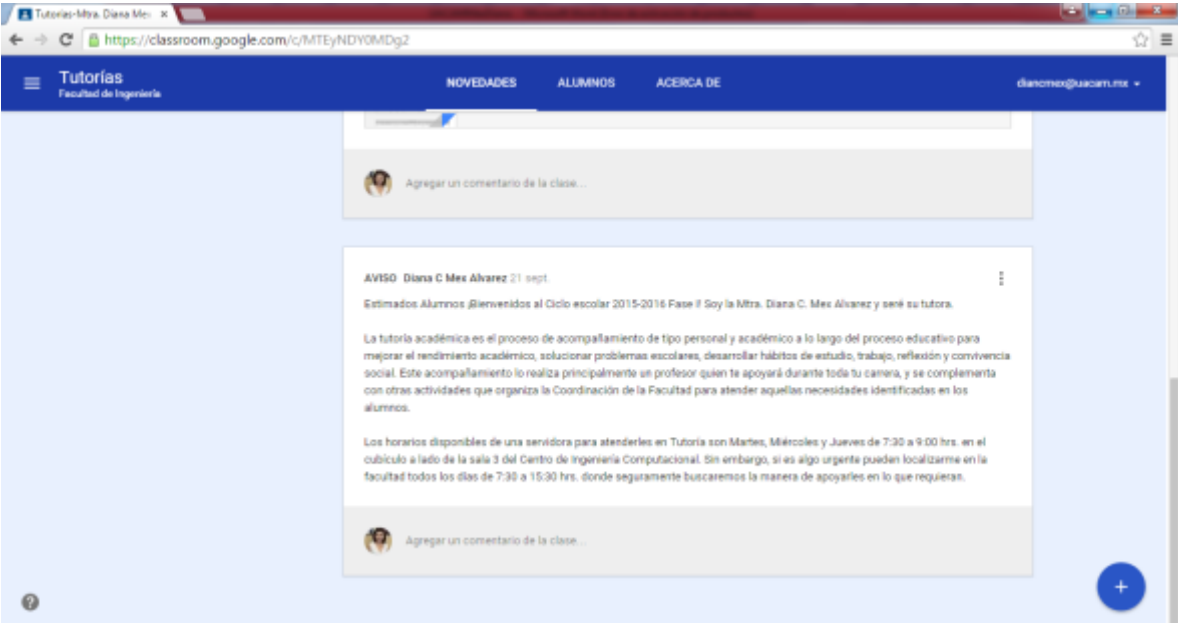 Tutorias-Mtra. Diana Mex
https://classroom.google.com/c/MTEyNDY0MDg2
Tutorías
Facultad de Ingeniería
NOVEDADES ALUMNOS ACERCA DE
diancmex@uacam.mx
Agregar un comentario de la clase...
AVISO Diana C Mex Alvarez 21 sept.
Estimados Alumnos ¡Bienvenidos al Ciclo escolar 2015-2016 Fase I! Soy la Mtra. Diana C. Mex Alvarez y seré su tutora.
La tutoría académica es el proceso de acompañamiento de tipo personal y académico a lo largo del proceso educativo para
mejorar el rendimiento académico, solucionar problemas escolares, desarrollar hábitos de estudio, trabajo, reflexión y convivencia
social. Este acompañamiento lo realiza principalmente un profesor quien te apoyará durante toda tu carrera, y se complementa
con otras actividades que organiza la Coordinación de la Facultad para atender aquellas necesidades identificadas en los
alumnos.
Los horarios disponibles de una servidora para atenderles en Tutoría son Martes, Miércoles y Jueves de 7:30 a 9:00 hrs. en el
cubículo a lado de la sala 3 del Centro de Ingeniería Computacional. Sin embargo, si es algo urgente pueden localizarme en la
facultad todos los días de 7:30 a 15:30 hrs. donde seguramente buscaremos la manera de apoyarles en lo que requieran.
Agregar un comentario de la clase...